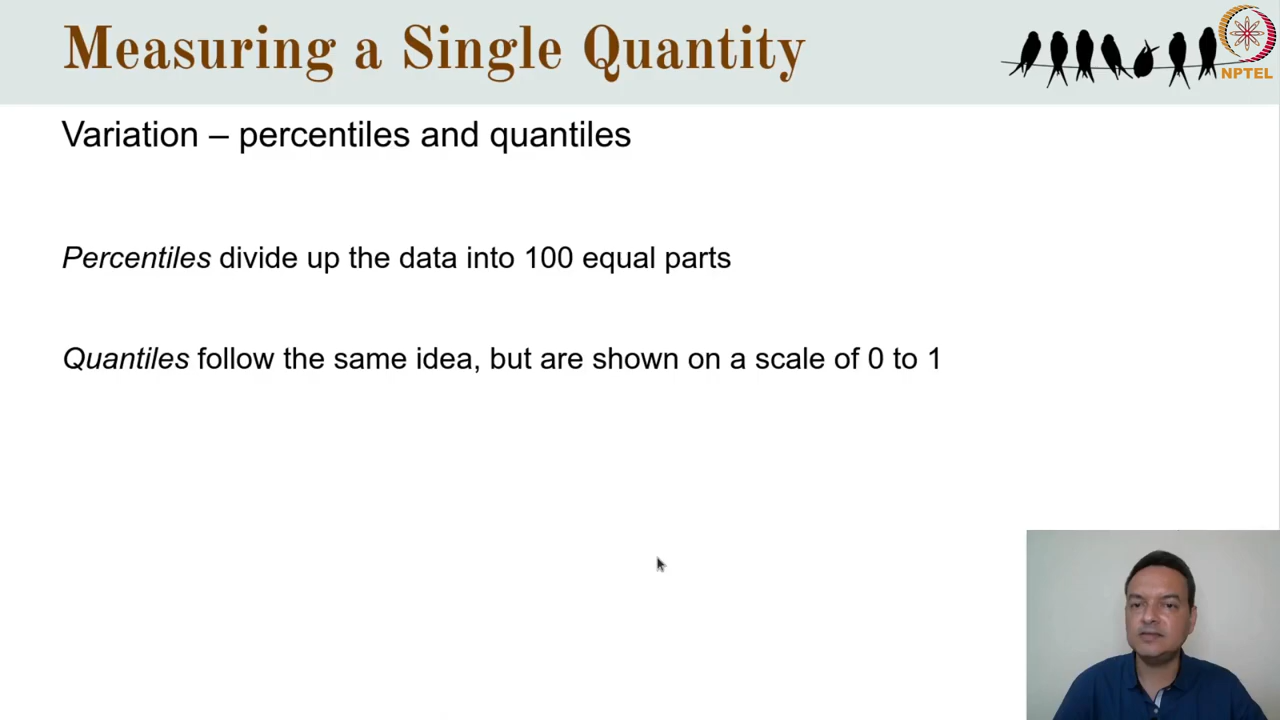 Measuring a Single Quantity
NPTEL
Variation – percentiles and quantiles
Percentiles divide up the data into 100 equal parts
Quantiles follow the same idea, but are shown on a scale of 0 to 1